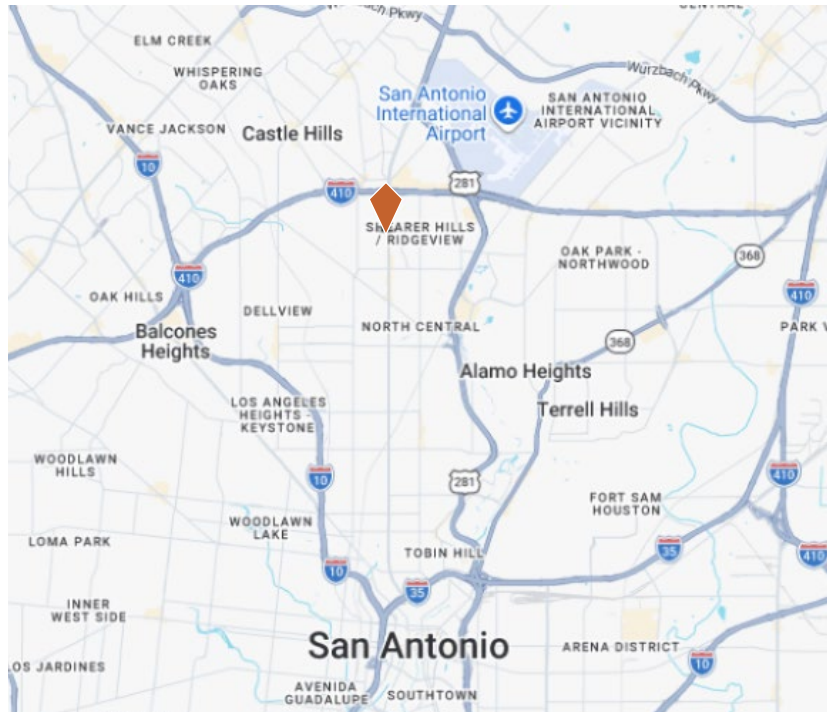 Wurzbach Pkwy
CENTRAL
ELM CREEK
WHISPERING
OAKS
San Antonio
International
Airport
SAN ANTONIO
INTERNATIONAL
AIRPORT VICINITY
Wurzbach Pkwy
VANCE JACKSON
Castle Hills
10
410
281
SHEARER HILLS
/ RIDGEVIEW
OAK PARK -
NORTHWOOD
368
410
OAK HILLS
DELLVIEW
410
Balcones
Heights
NORTH CENTRAL
368
PARK V
Alamo Heights
Terrell Hills
LOS ANGELES
HEIGHTS -
KEYSTONE
WOODLAWN
HILLS
10
281
410
FORT SAM
HOUSTON
WOODLAWN
LAKE
LOMA PARK
TOBIN HILL
35
410
10
35
INNER
WEST SIDE
San Antonio
ARENA DISTRICT
10
LOS JARDINES
AVENIDA
GUADALUPE
SOUTHTOWN